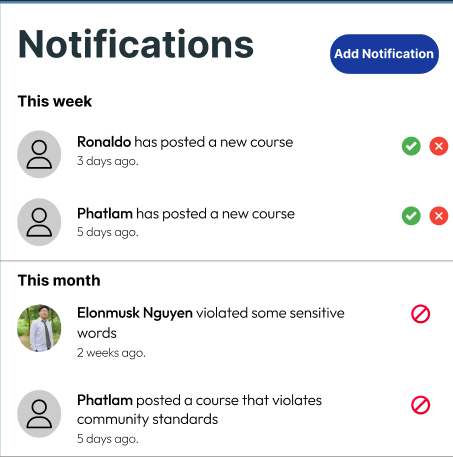 Notifications
Add Notification
This week
Ronaldo has posted a new course
3 days ago.
Phatlam has posted a new course
5 days ago.
This month
Elonmusk Nguyen violated some sensitive
words
2 weeks ago.
Phatlam posted a course that violates
community standards
5 days ago.